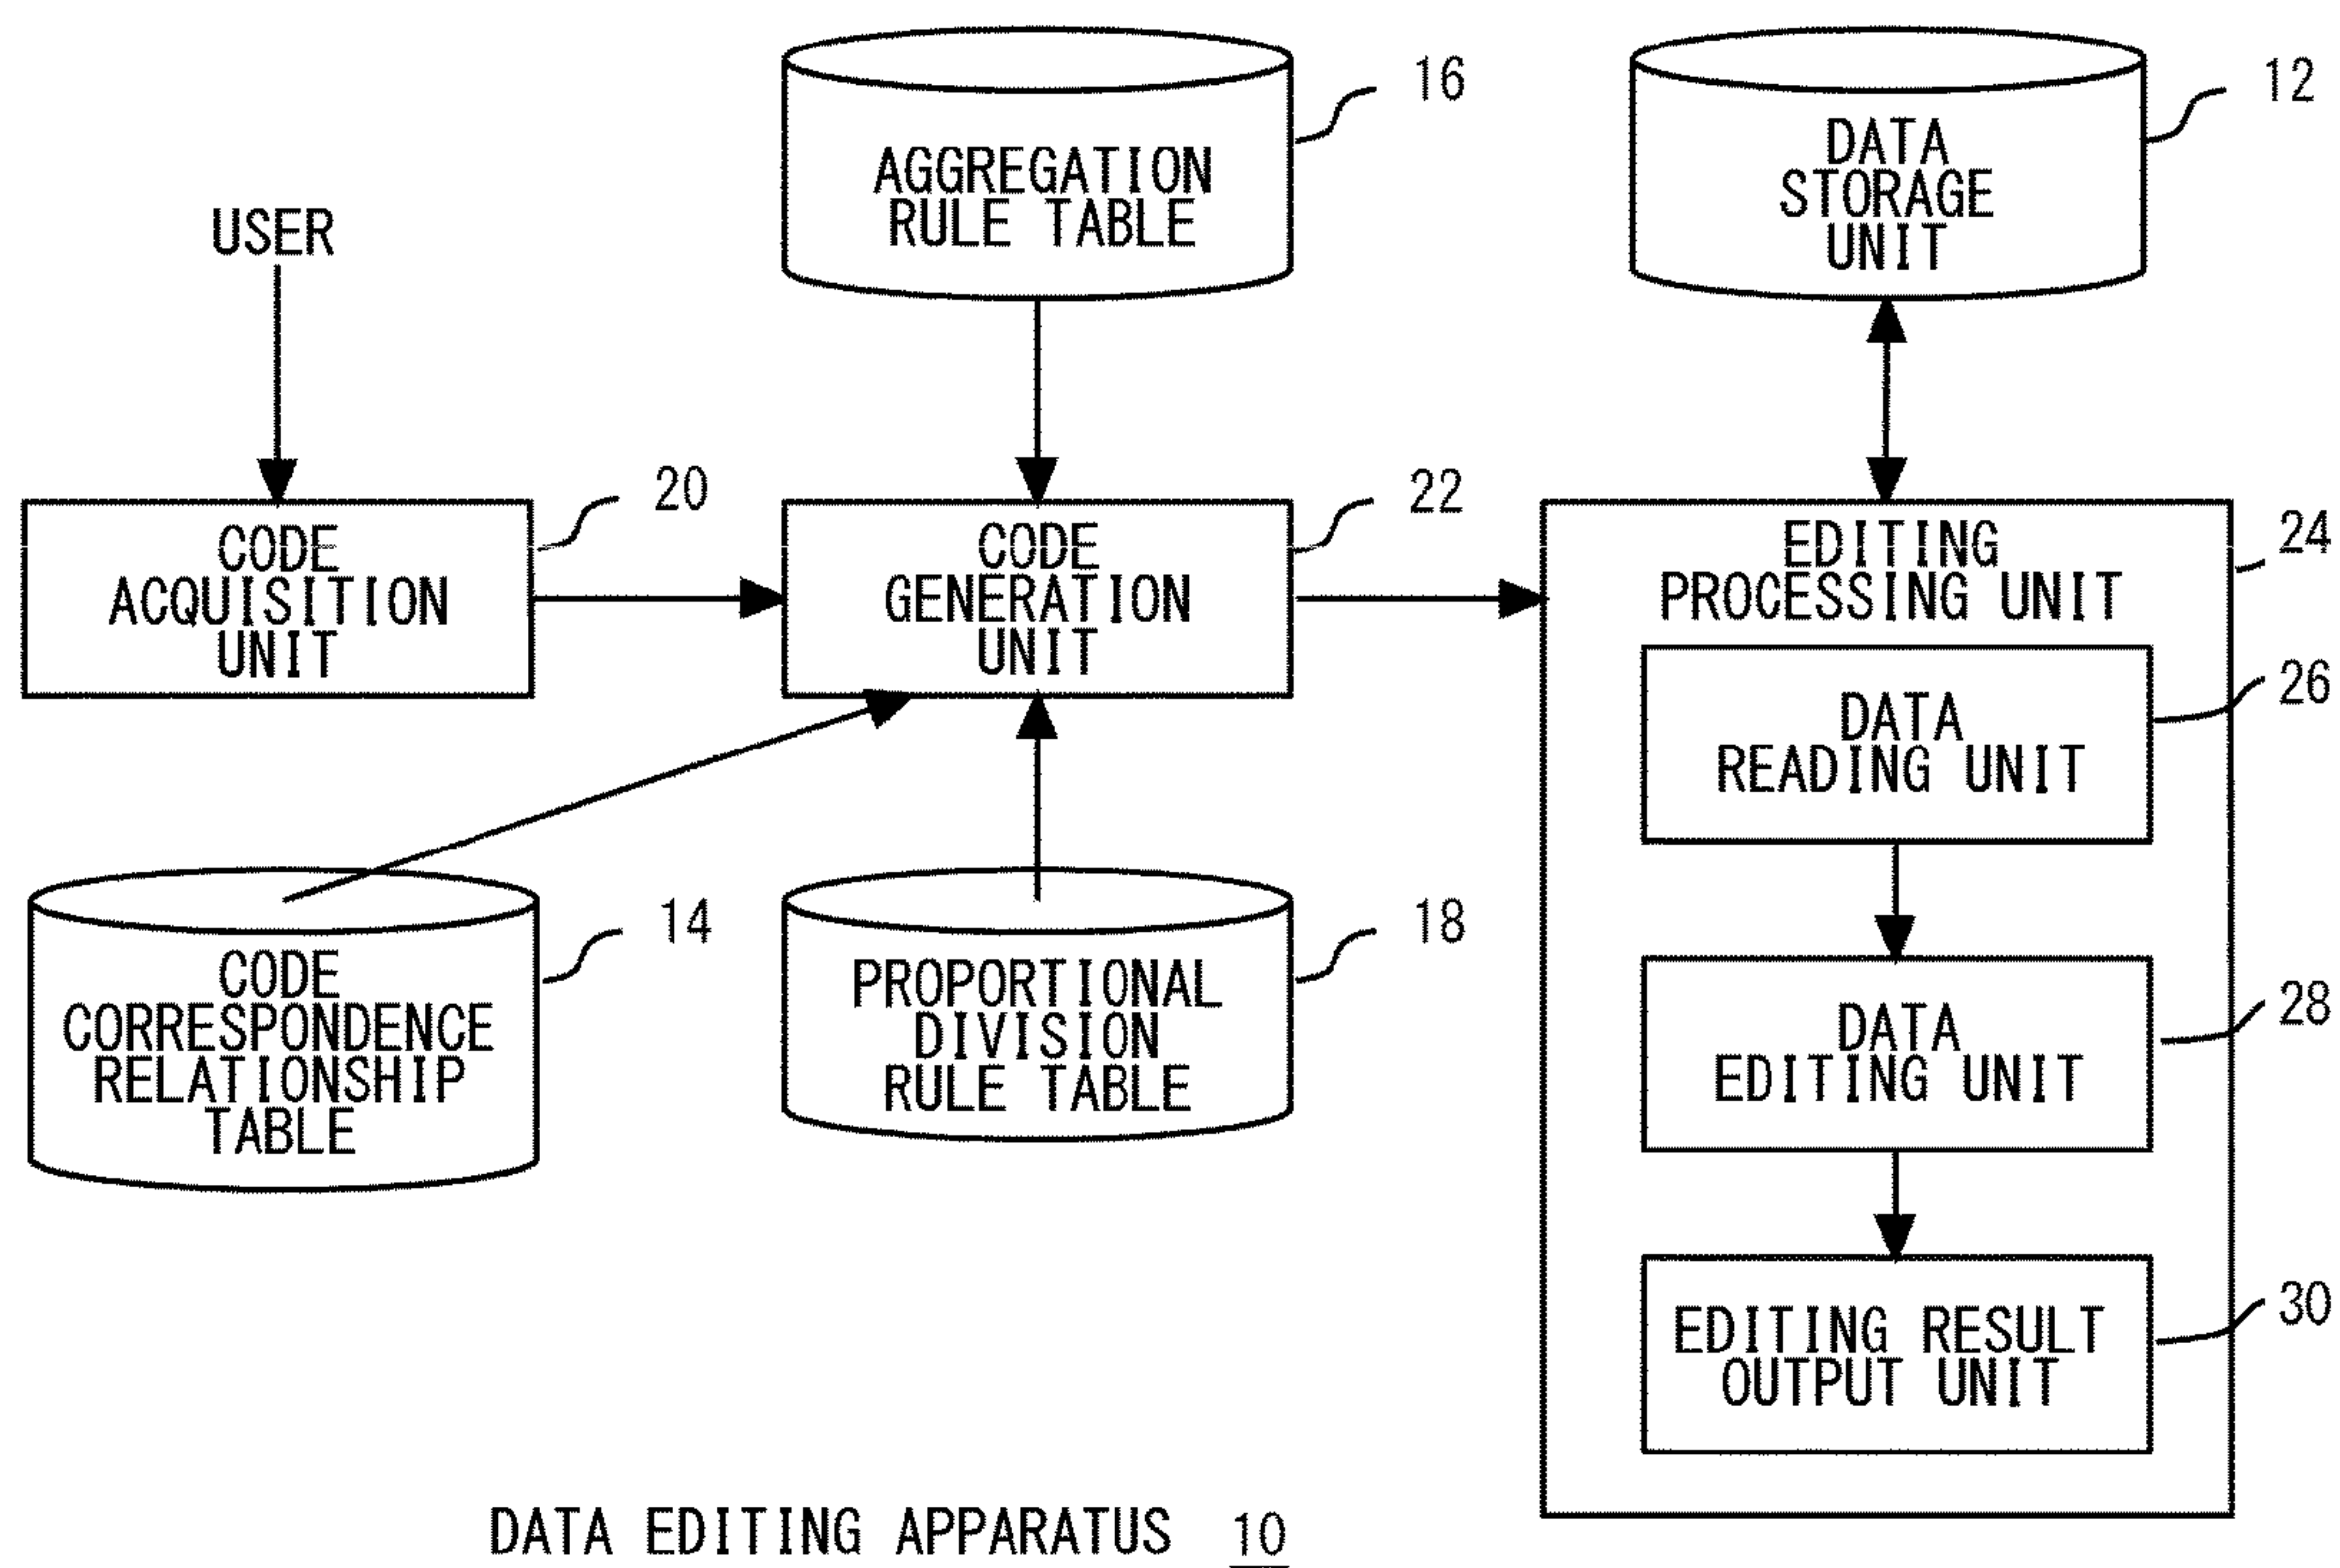 16
12
AGGREGATION
RULE TABLE
DATA
STORAGE
UNIT
USER
20
22
24
CODE
ACQUISITION
UNIT
CODE
GENERATION
UNIT
EDITING
PROCESSING UNIT
26
DATA
READING UNIT
14
18
CODE
CORRESPONDENCE
RELATIONSHIP
TABLE
PROPORTIONAL
DIVISION
RULE TABLE
28
DATA
EDITING UNIT
30
EDITING RESULT
OUTPUT UNIT
DATA EDITING APPARATUS 10